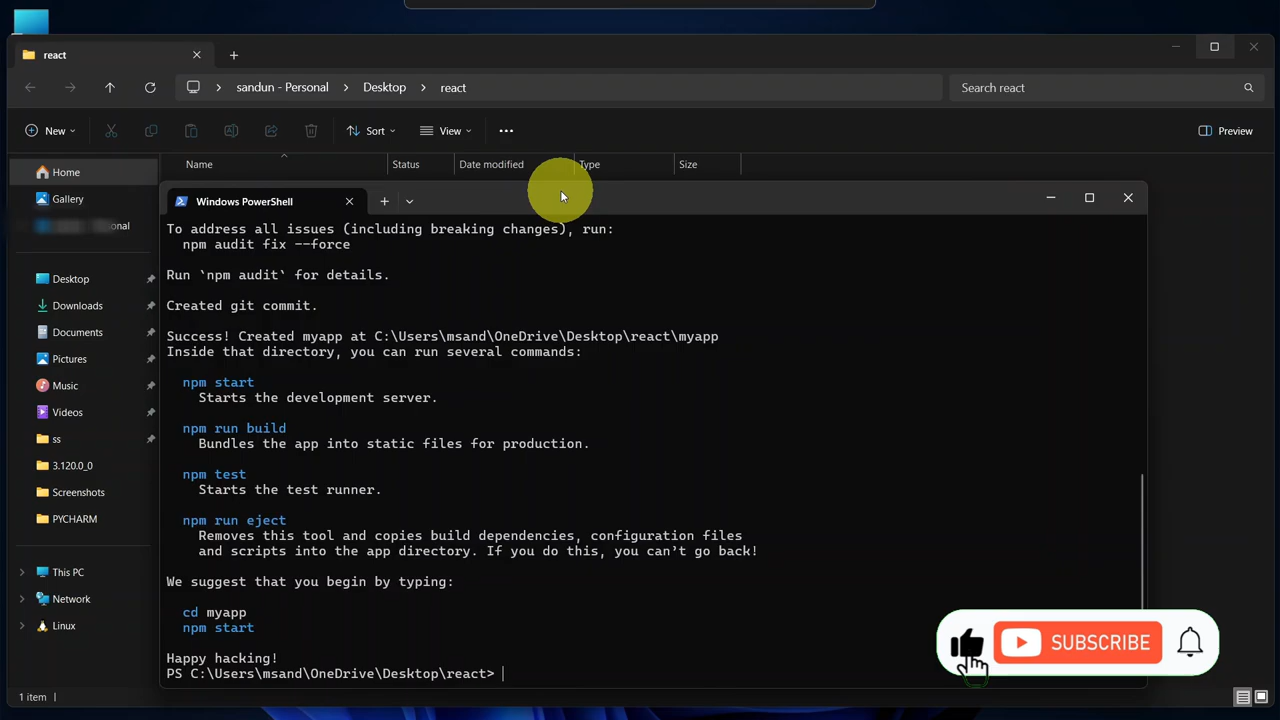 react
sandun - Personal > Desktop > react
Search react
New
Sort
View
Preview
Name
Status
Date modified
Type
Size
Home
Gallery
onal
Desktop
Downloads
Documents
Pictures
Music
Videos
ss
3.120.0_0
Screenshots
PYCHARM
This PC
Network
Linux
1 item
Windows PowerShell
To address all issues (including breaking changes), run:
npm audit fix --force
Run `npm audit` for details.
Created git commit.
Success! Created myapp at C:\Users\msand\OneDrive\Desktop\react\myapp
Inside that directory, you can run several commands:
npm start
Starts the development server.
npm run build
Bundles the app into static files for production.
npm test
Starts the test runner.
npm run eject
Removes this tool and copies build dependencies, configuration files
and scripts into the app directory. If you do this, you can't go back!
We suggest that you begin by typing:
cd myapp
npm start
Happy hacking!
PS C:\Users\msand\OneDrive\Desktop\react>
SUBSCRIBE